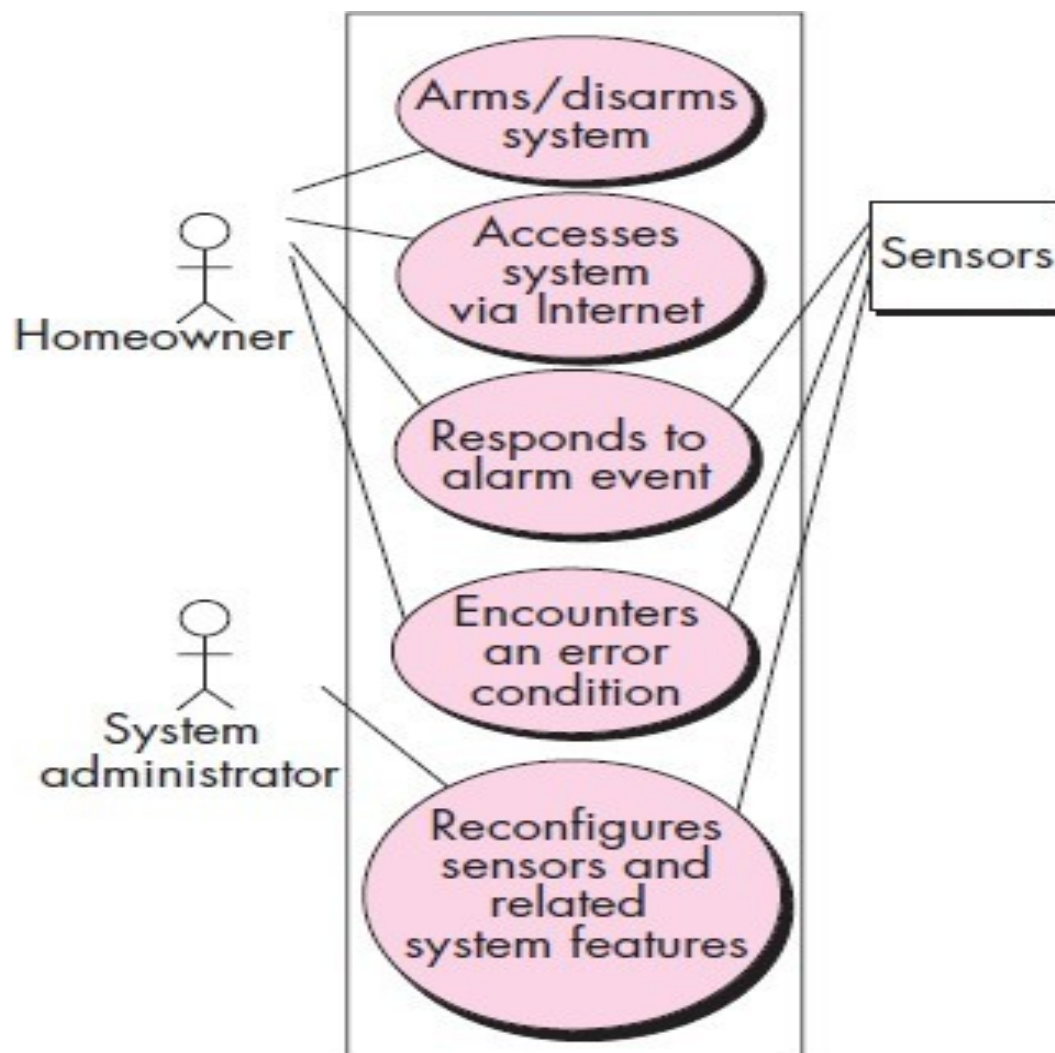 Arms/disarms
system
Accesses
system
via Internet
Sensors
Homeowner
Responds to
alarm event
Encounters
an error
condition
System
administrator
Reconfigures
sensors and
related
system features